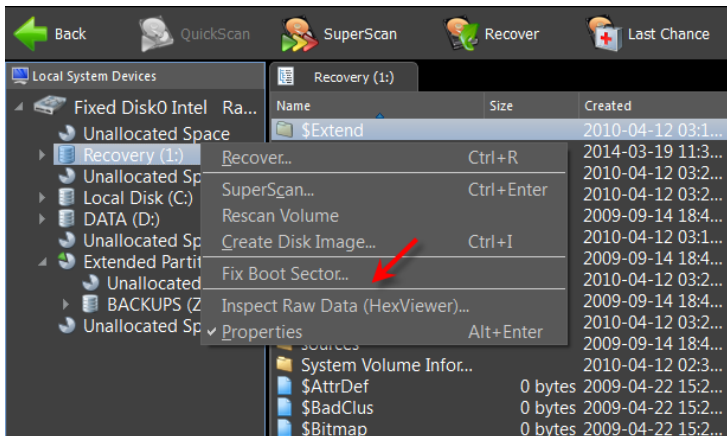 Back QuickScan SuperScan Recover Last Chance
Local System Devices
Fixed Disk0 Intel Ra...
Unallocated Space
Recovery (1:)
Unallocated Sp
Local Disk (C:)
DATA (D:)
Unallocated Sp
Extended Partit
Unallocated
BACKUPS (Z
Unallocated Sp
Recover... Ctrl+R
SuperScan... Ctrl+Enter
Rescan Volume
Create Disk Image... Ctrl+I
Fix Boot Sector...
Inspect Raw Data (HexViewer)...
Properties Alt+Enter
Recovery (1:)
Name Size Created
$Extend 2010-04-12 03:1...
2014-03-19 11:3...
2010-04-12 03:2...
2010-04-12 03:2...
2009-09-14 18:4...
2010-04-12 03:1...
2009-09-14 18:4...
2010-04-12 03:2...
2009-09-14 18:4...
2010-04-12 03:2...
sources 2009-09-14 18:4...
System Volume Infor... 2010-04-12 02:3...
$AttrDef 0 bytes 2009-04-22 15:2...
$BadClus 0 bytes 2009-04-22 15:2...
$Bitmap 0 bytes 2009-04-22 15:2...